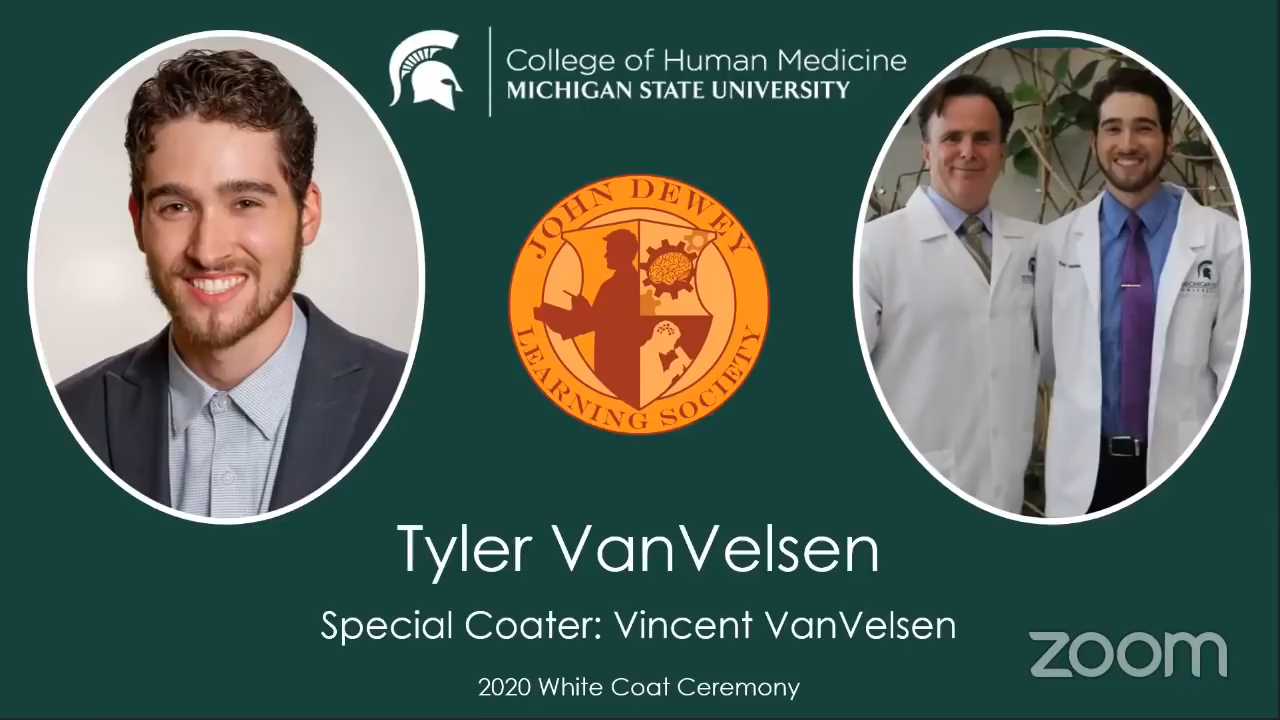 College of Human Medicine
MICHIGAN STATE UNIVERSITY
JOHN DEWEY
LEARNING SOCIETY
Tyler VanVelsen
Special Coater: Vincent VanVelsen
2020 White Coat Ceremony
zoom